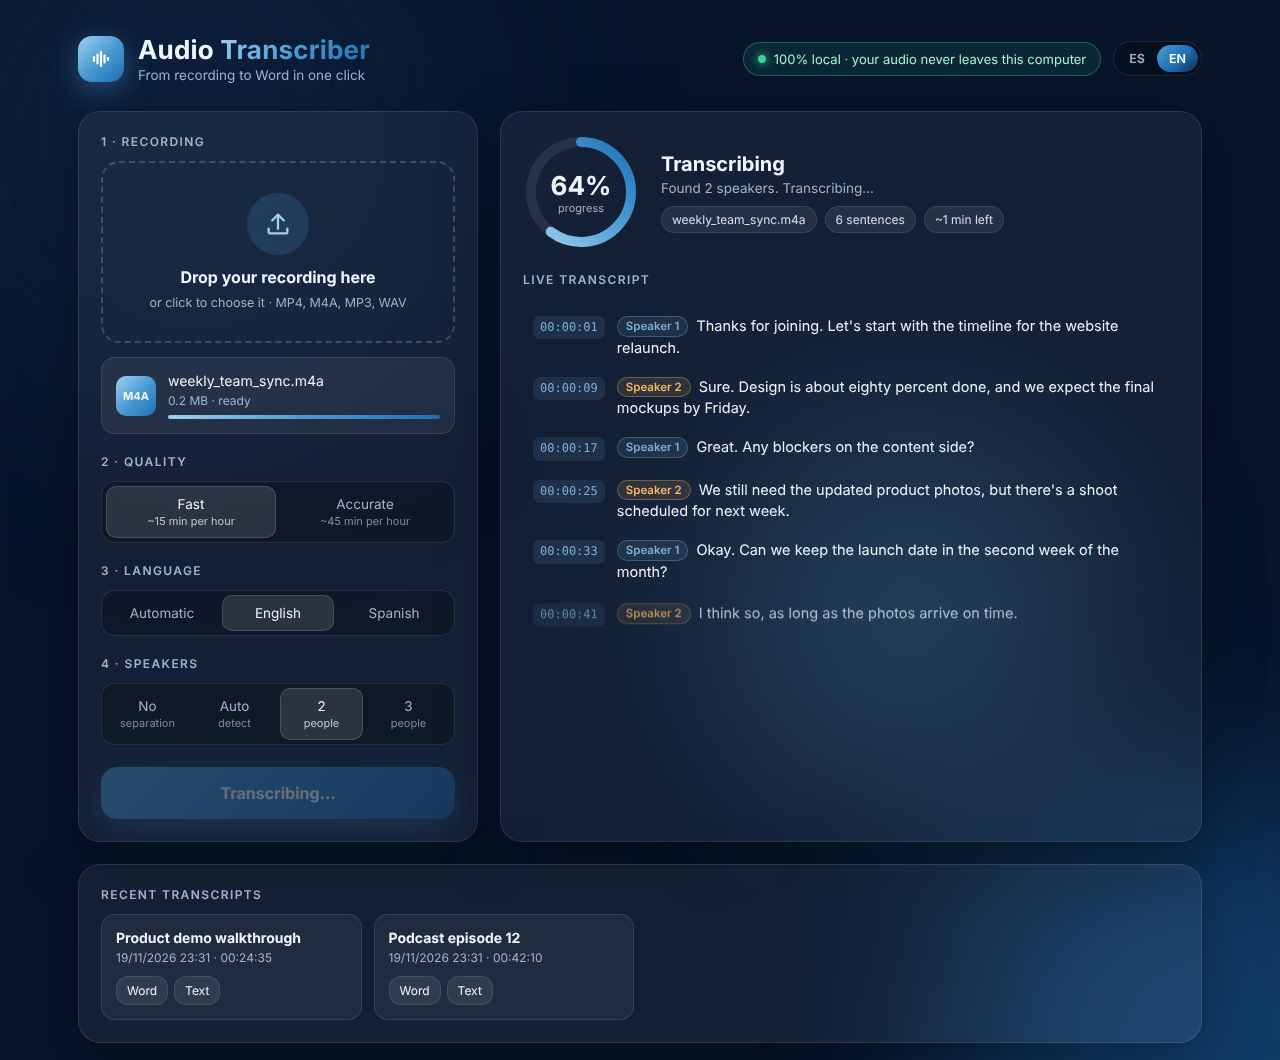 Audio Transcriber
From recording to Word in one click
100% local · your audio never leaves this computer
ES EN
1 · RECORDING
Drop your recording here
or click to choose it · MP4, M4A, MP3, WAV
M4A
weekly_team_sync.m4a
0.2 MB · ready
2 · QUALITY
Fast
~15 min per hour
Accurate
~45 min per hour
3 · LANGUAGE
Automatic English Spanish
4 · SPEAKERS
No
separation
Auto
detect
2
people
3
people
Transcribing...
64%
progress
Transcribing
Found 2 speakers. Transcribing...
weekly_team_sync.m4a 6 sentences ~1 min left
LIVE TRANSCRIPT
00:00:01 Speaker 1 Thanks for joining. Let's start with the timeline for the website
relaunch.
00:00:09 Speaker 2 Sure. Design is about eighty percent done, and we expect the final
mockups by Friday.
00:00:17 Speaker 1 Great. Any blockers on the content side?
00:00:25 Speaker 2 We still need the updated product photos, but there's a shoot
scheduled for next week.
00:00:33 Speaker 1 Okay. Can we keep the launch date in the second week of the
month?
00:00:41 Speaker 2 I think so, as long as the photos arrive on time.
RECENT TRANSCRIPTS
Product demo walkthrough
19/11/2026 23:31 · 00:24:35
Word Text
Podcast episode 12
19/11/2026 23:31 · 00:42:10
Word Text